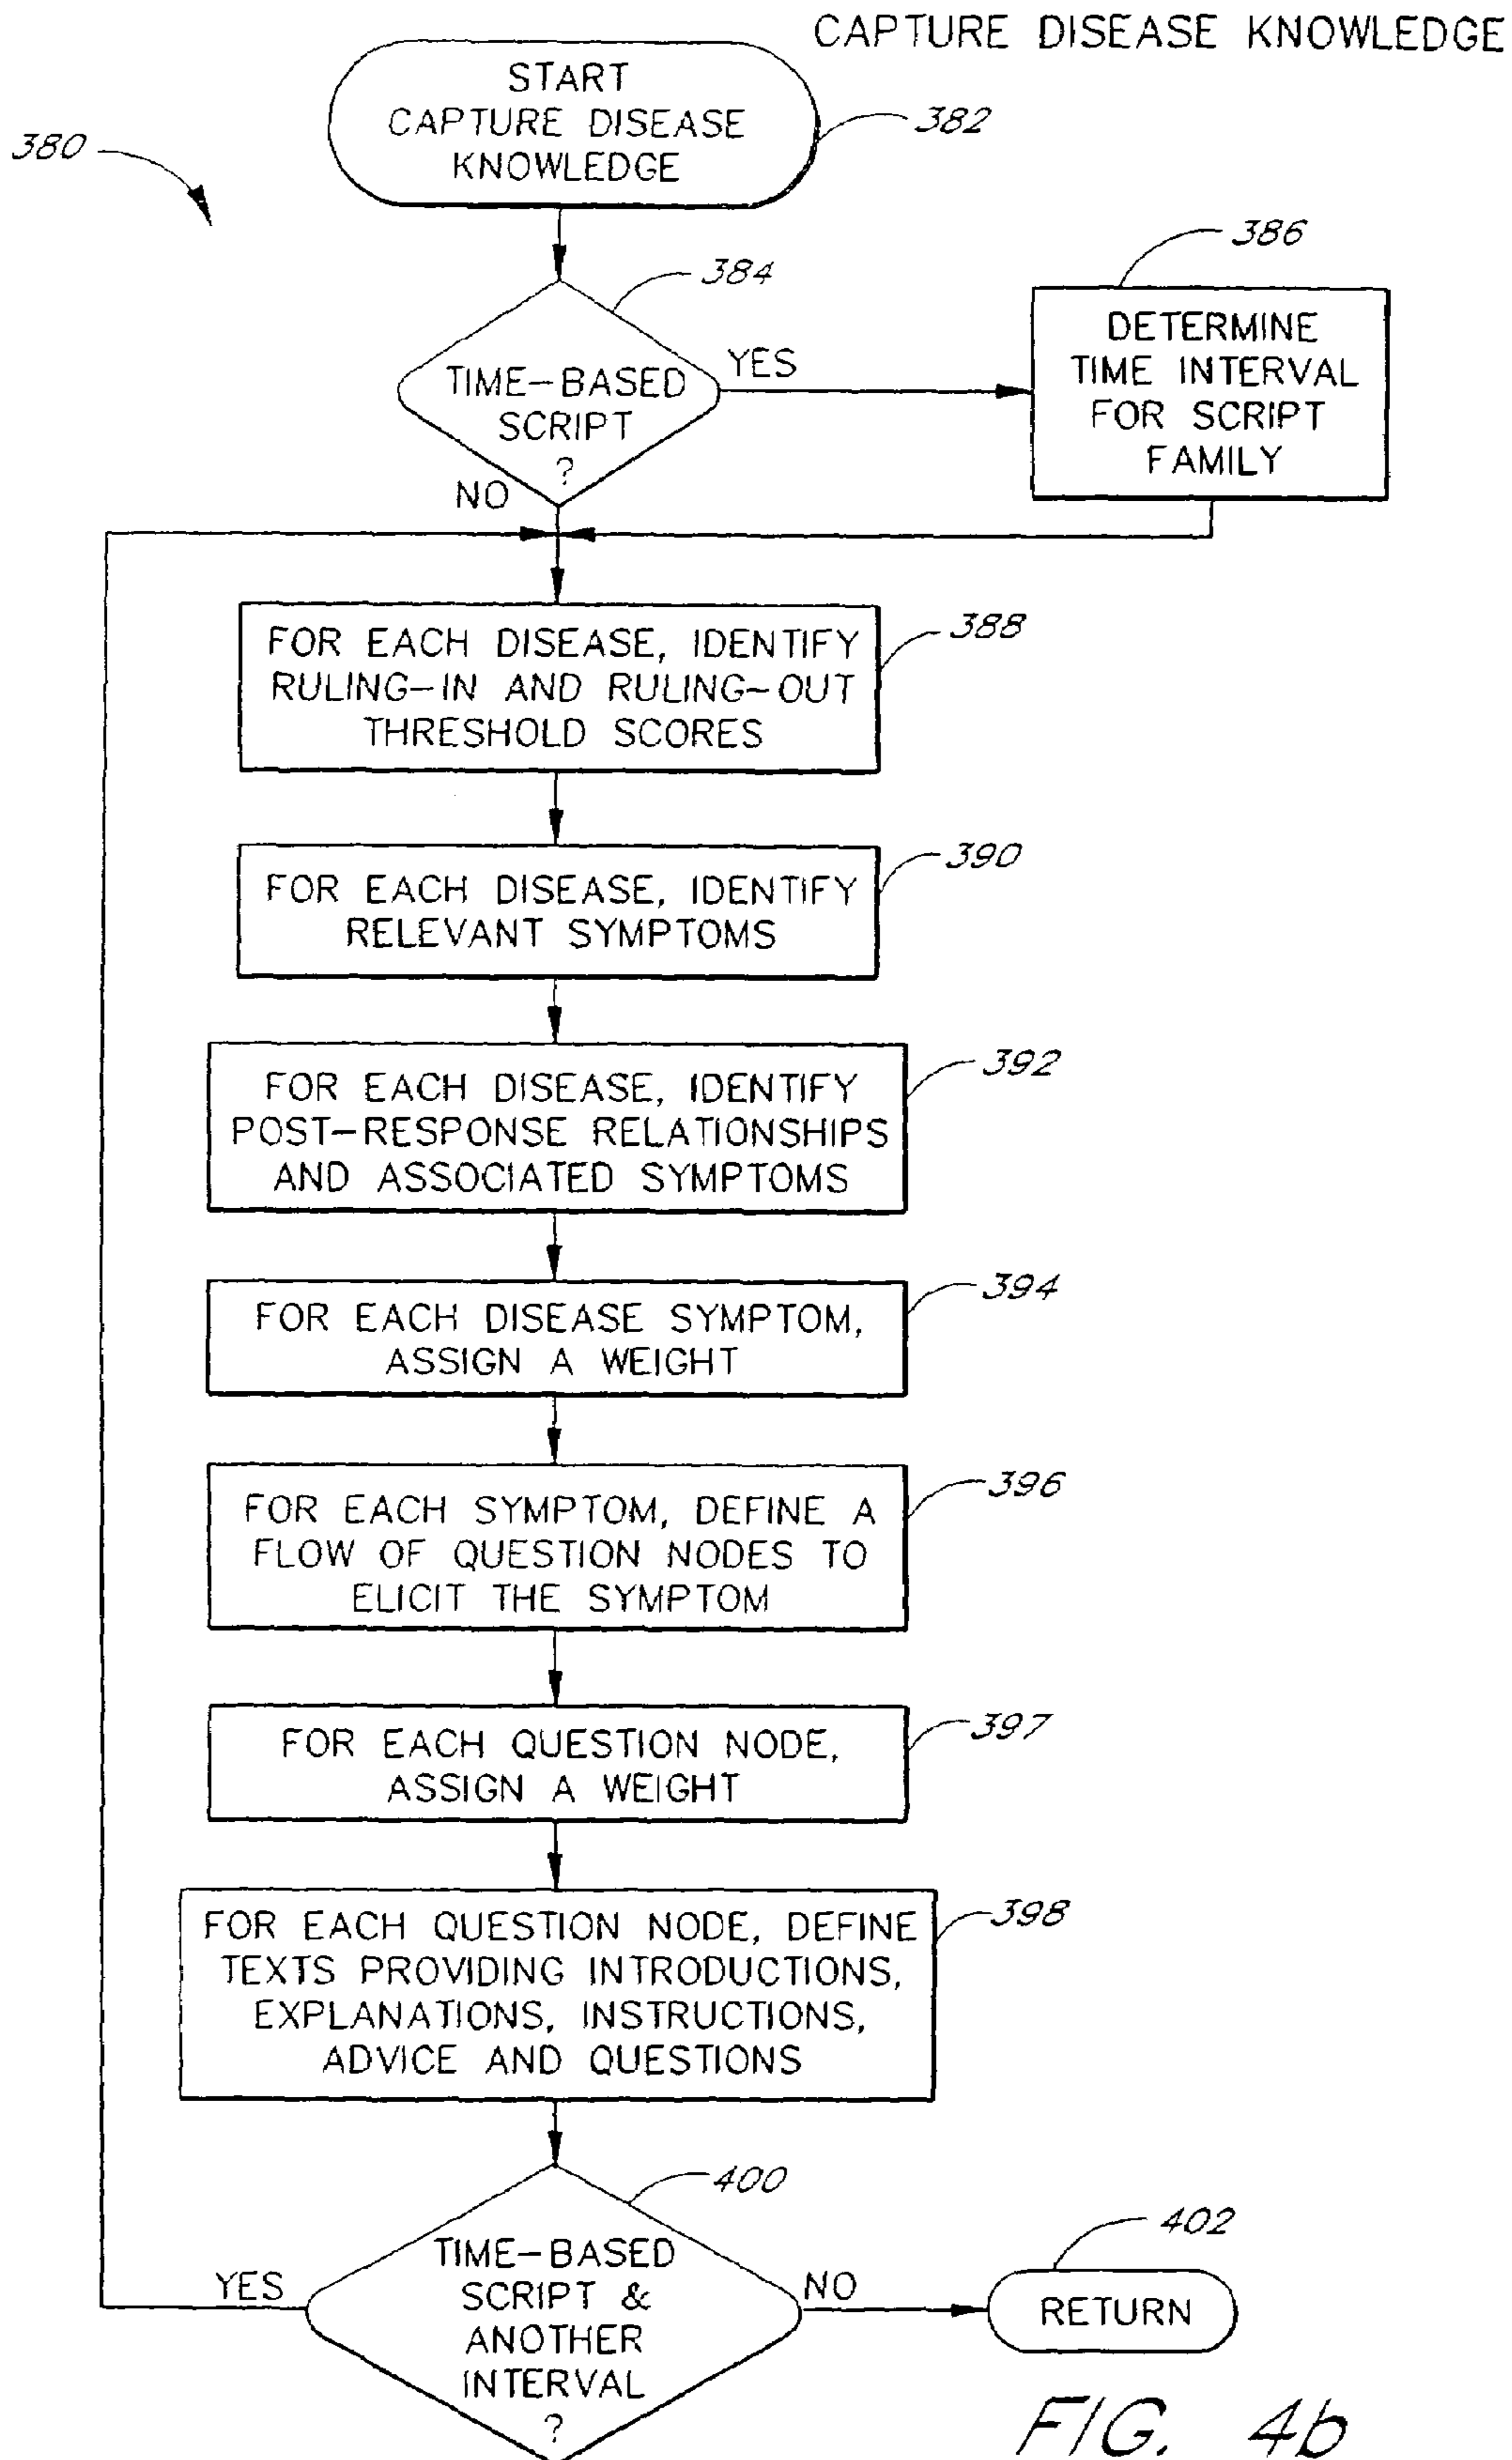 CAPTURE DISEASE KNOWLEDGE
START
CAPTURE DISEASE
KNOWLEDGE
382
380
384
386
TIME-BASED
SCRIPT
?
YES
NO
DETERMINE
TIME INTERVAL
FOR SCRIPT
FAMILY
FOR EACH DISEASE, IDENTIFY
RULING-IN AND RULING-OUT
THRESHOLD SCORES
388
FOR EACH DISEASE, IDENTIFY
RELEVANT SYMPTOMS
390
FOR EACH DISEASE, IDENTIFY
POST-RESPONSE RELATIONSHIPS
AND ASSOCIATED SYMPTOMS
392
FOR EACH DISEASE SYMPTOM,
ASSIGN A WEIGHT
394
FOR EACH SYMPTOM, DEFINE A
FLOW OF QUESTION NODES TO
ELICIT THE SYMPTOM
396
FOR EACH QUESTION NODE,
ASSIGN A WEIGHT
397
FOR EACH QUESTION NODE, DEFINE
TEXTS PROVIDING INTRODUCTIONS,
EXPLANATIONS, INSTRUCTIONS,
ADVICE AND QUESTIONS
398
400
TIME-BASED
SCRIPT &
ANOTHER
INTERVAL
?
YES
NO
402
RETURN
FIG. 4b